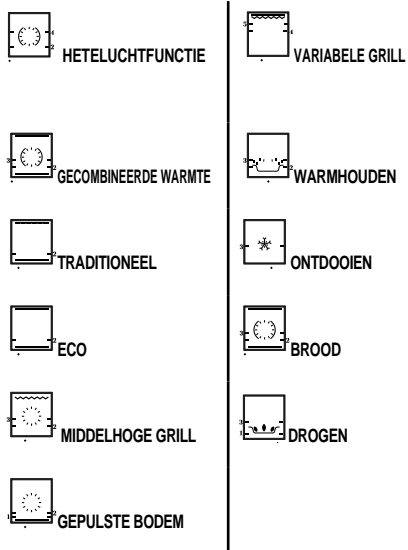 HETELUCHTFUNCTIE
GECOMBINEERDE WARMTE
TRADITIONEEL
ECO
MIDDELHOGE GRILL
GEPULSTE BODEM
VARIABELE GRILL
WARMHOUDEN
ONTDOOIEN
BROOD
DROGEN